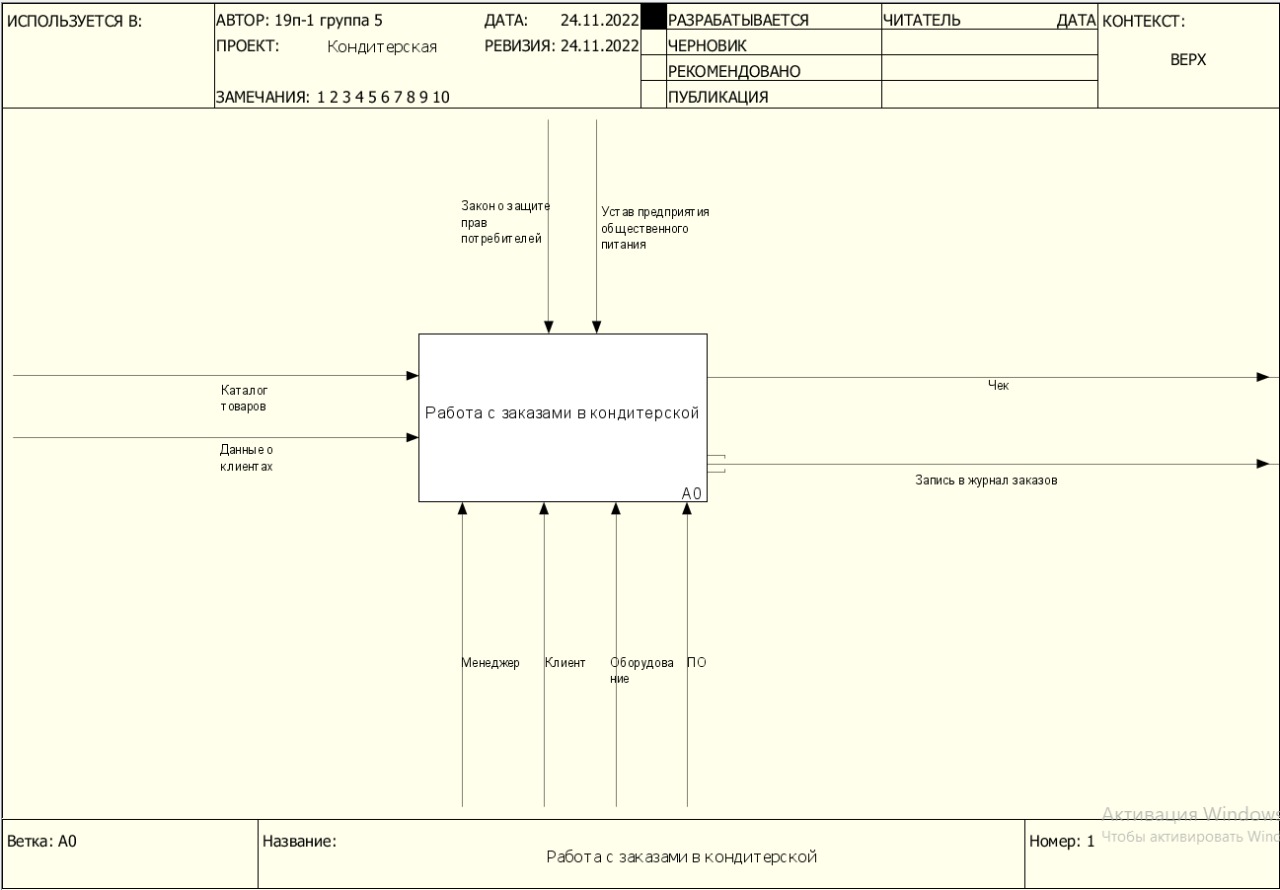 ИСПОЛЬЗУЕТСЯ В:
АВТОР: 19п-1 группа 5
ДАТА: 24.11.2022
РАЗРАБАТЫВАЕТСЯ
ЧИТАТЕЛЬ
ДАТА
КОНТЕКСТ:
ПРОЕКТ: Кондитерская
РЕВИЗИЯ: 24.11.2022
ЧЕРНОВИК
ВЕРХ
РЕКОМЕНДОВАНО
ЗАМЕЧАНИЯ: 1 2 3 4 5 6 7 8 9 10
ПУБЛИКАЦИЯ
Закон о защите
прав
потребителей
Устав предприятия
общественного
питания
Каталог
товаров
Данные о
клиентах
Работа с заказами в кондитерской
A0
Чек
Запись в журнал заказов
Менеджер
Клиент
Оборудова
ние
ПО
Активация Windows
Чтобы активировать Wind
Ветка: A0
Название:
Работа с заказами в кондитерской
Номер: 1